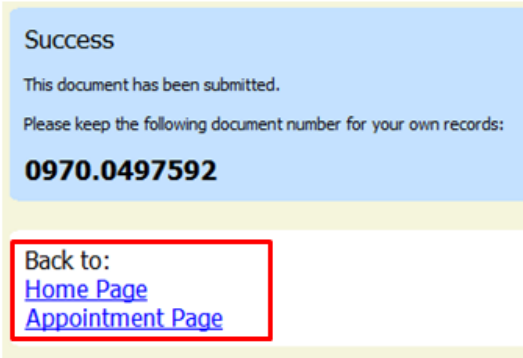 Success
This document has been submitted.
Please keep the following document number for your own records:
0970.0497592
Back to:
Home Page
Appointment Page